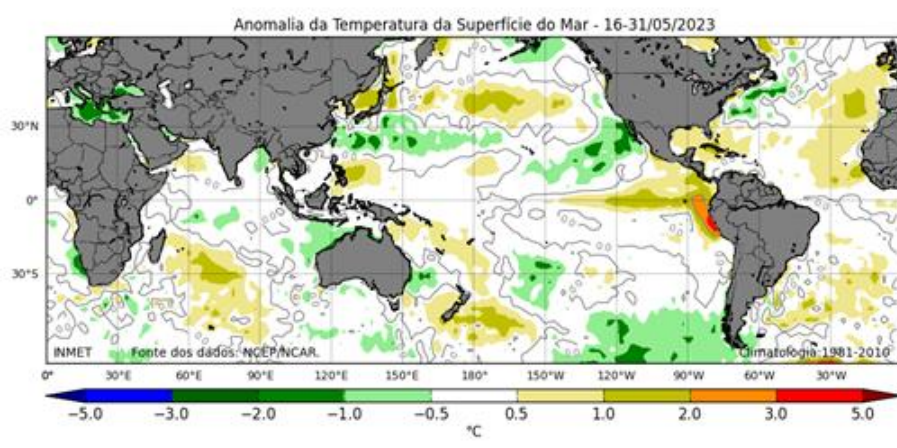 Anomalia da Temperatura da Superfície do Mar - 16-31/05/2023
30°N
0°
30°S
INMET Fonte dos dados: NCEP/NCAR. Climatologia:1981-2010
0° 30°E 60°E 90°E 120°E 150°E 180° 150°W 120°W 90°W 60°W 30°W
−5.0 −3.0 −2.0 −1.0 −0.5 0.5 1.0 2.0 3.0 5.0
°C